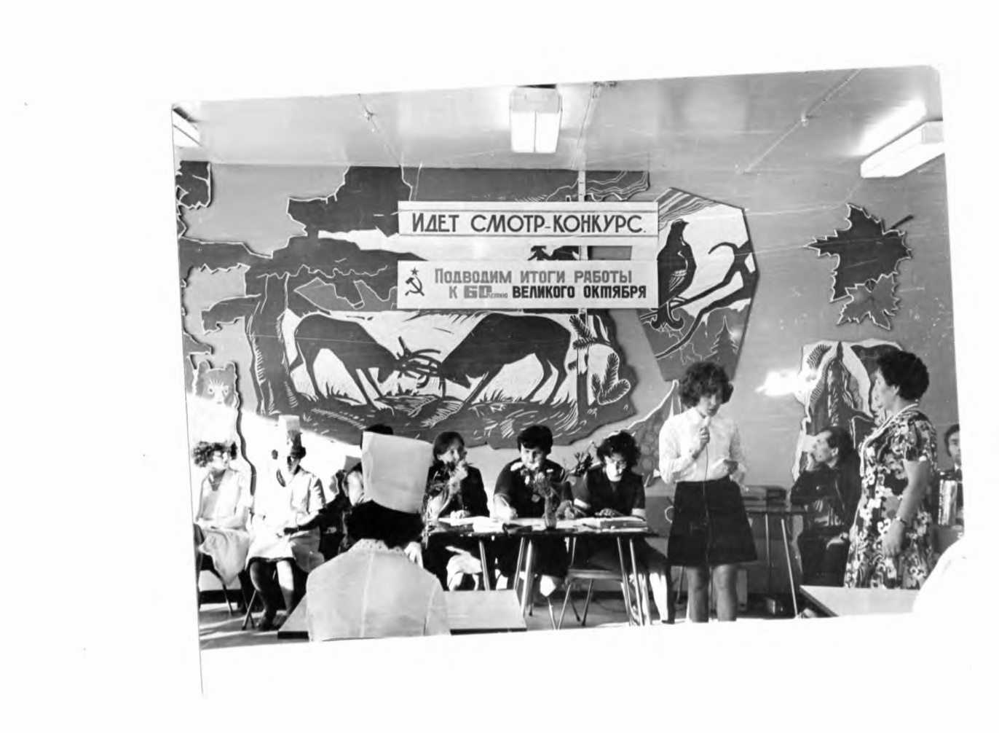 ИДЕТ СМОТР-КОНКУРС.
ПОДВОДИМ ИТОГИ РАБОТЫ
К 60летию ВЕЛИКОГО ОКТЯБРЯ